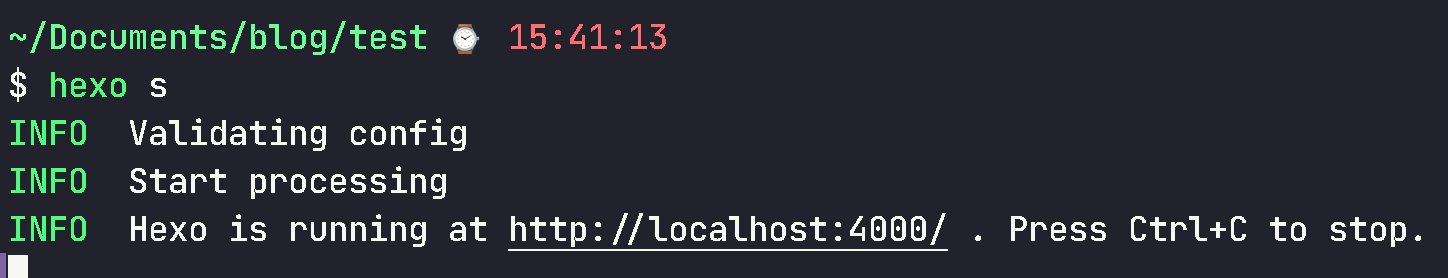 ~/Documents/blog/test ⌚ 15:41:13
$ hexo s
INFO  Validating config
INFO  Start processing
INFO  Hexo is running at http://localhost:4000/ . Press Ctrl+C to stop.